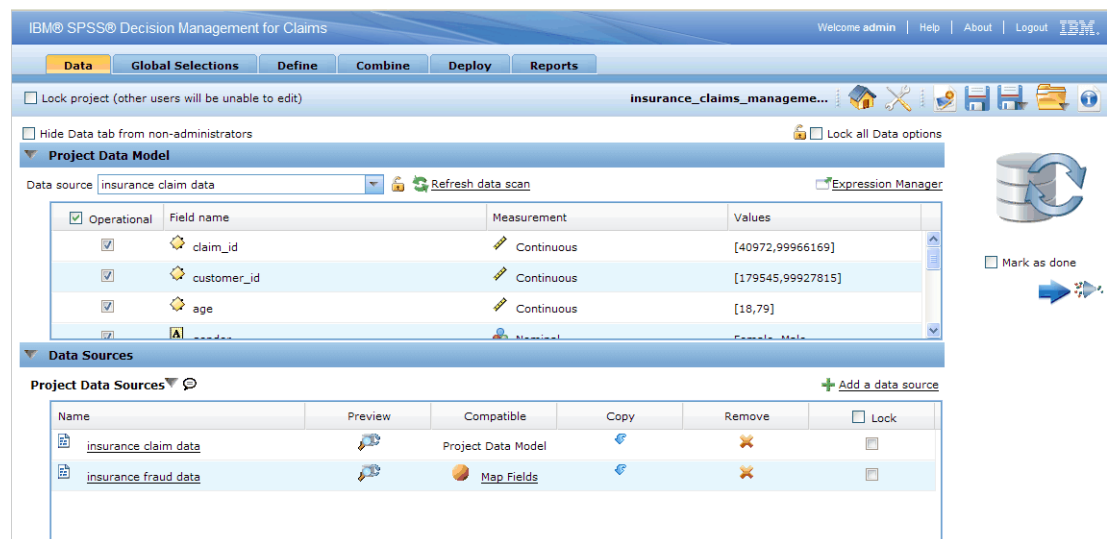 IBM® SPSS® Decision Management for Claims
Welcome admin | Help | About | Logout IBM.
Data Global Selections Define Combine Deploy Reports
Lock project (other users will be unable to edit) insurance_claims_manageme...
Hide Data tab from non-administrators Lock all Data options
Project Data Model
Data source insurance claim data Refresh data scan Expression Manager
Operational Field name Measurement Values
claim_id Continuous [40972,99966169]
customer_id Continuous [179545,99927815]
Mark as done
age Continuous [18,79]
A gender Nominal Female, Male
Data Sources
Project Data Sources Add a data source
Name Preview Compatible Copy Remove Lock
insurance claim data Project Data Model
insurance fraud data Map Fields